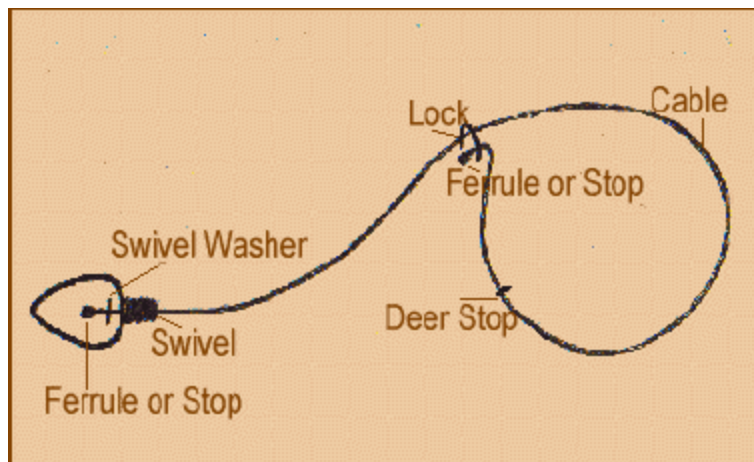 Lock
Cable
Ferrule or Stop
Swivel Washer
Deer Stop
Swivel
Ferrule or Stop